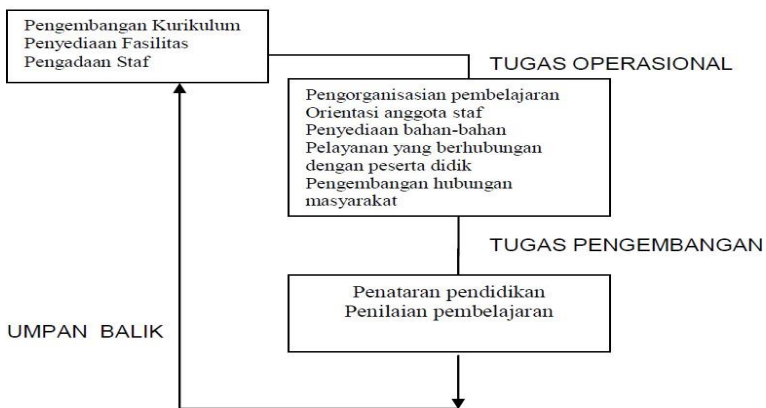 Pengembangan Kurikulum
Penyediaan Fasilitas
Pengadaan Staf
TUGAS OPERASIONAL
Pengorganisasian pembelajaran
Orientasi anggota staf
Penyediaan bahan-bahan
Pelayanan yang berhubungan
dengan peserta didik
Pengembangan hubungan
masyarakat
TUGAS PENGEMBANGAN
Penataran pendidikan
Penilaian pembelajaran
UMPAN BALIK